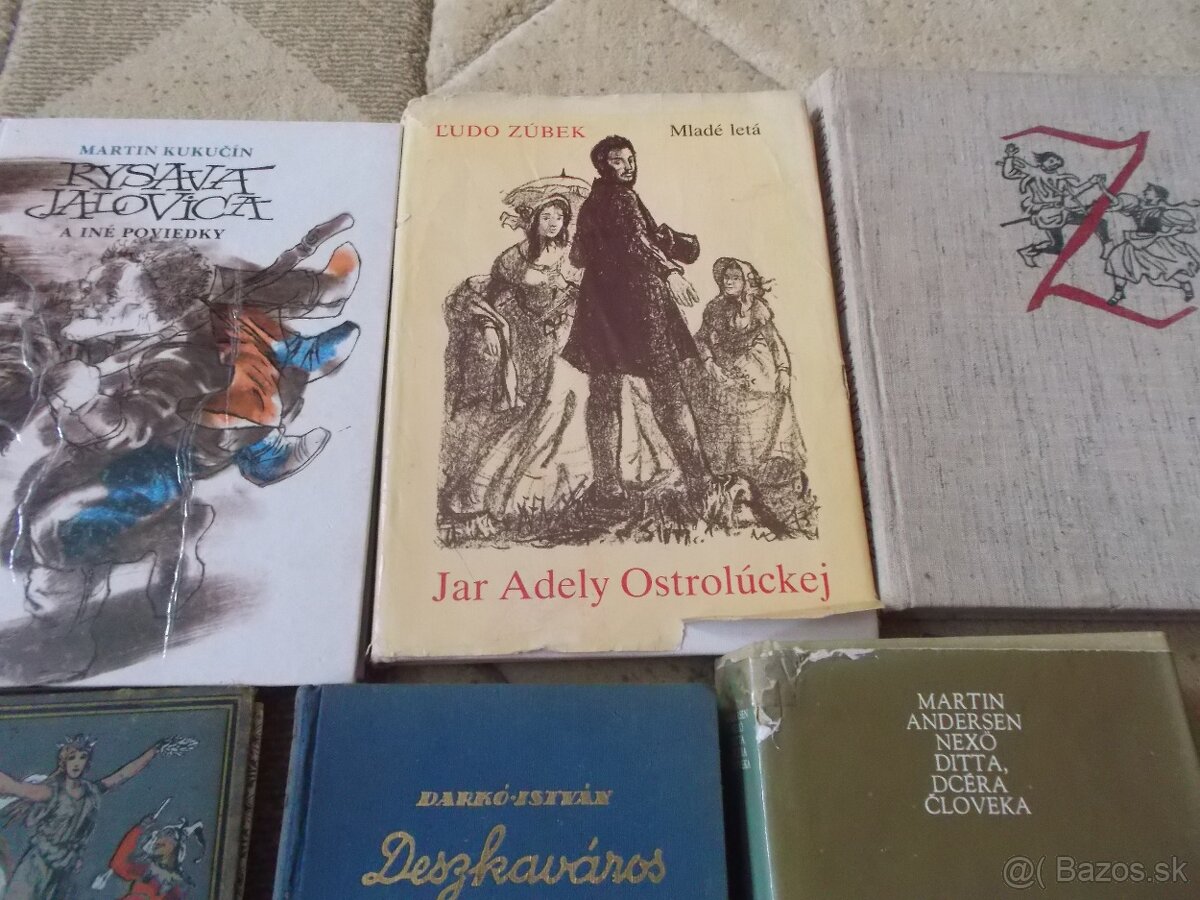 MARTIN KUKUČÍN
RYSAVÁ
JALOVICA
A INÉ POVIEDKY
ĽUDO ZÚBEK
Mladé letá
Jar Adely Ostrolúckej
Z
DARKÓ·ISTVÁN
Deszkaváros
MARTIN
ANDERSEN
NEXÖ
DITTA,
DCÉRA
ČLOVEKA
@( Bazos.sk